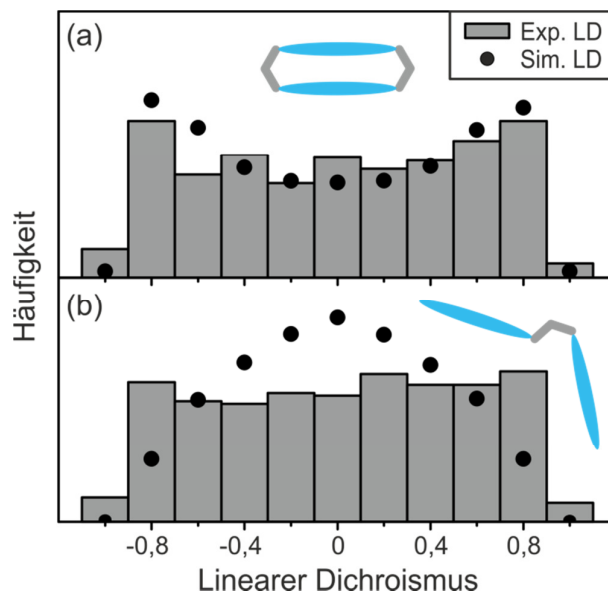 (a)
Exp. LD
Sim. LD
Häufigkeit
(b)
-0,8 -0,4 0 0,4 0,8
Linearer Dichroismus